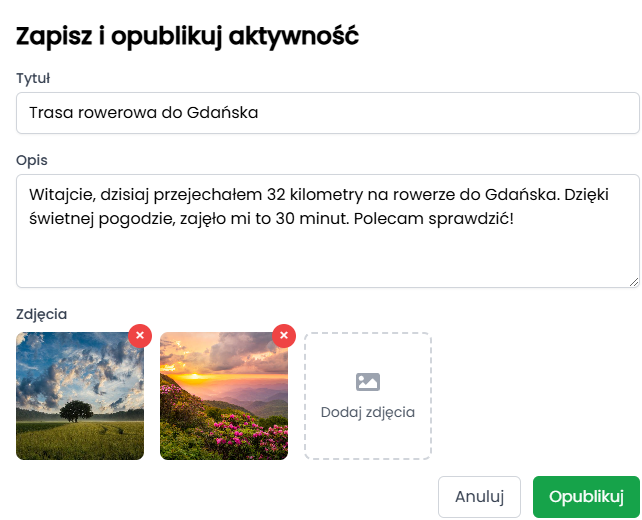 Zapisz i opublikuj aktywność
Tytuł
Trasa rowerowa do Gdańska
Opis
Witajcie, dzisiaj przejechałem 32 kilometry na rowerze do Gdańska. Dzięki
świetnej pogodzie, zajęło mi to 30 minut. Polecam sprawdzić!
Zdjęcia
Dodaj zdjęcia
Anuluj
Opublikuj